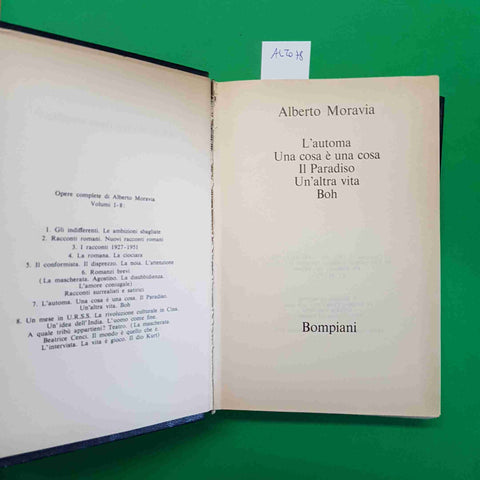 ALTO 78
Opere complete di Alberto Moravia
Volumi 1-8:
1. Gli indifferenti. Le ambizioni sbagliate
2. Racconti romani. Nuovi racconti romani
3. I racconti 1927-1951
4. La romana. La ciociara
5. Il conformista. Il disprezzo. La noia. L'attenzione
6. Romanzi brevi
(La mascherata. Agostino. La disubbidienza.
L'amore coniugale)
Racconti surrealisti e satirici
7. L'automa. Una cosa è una cosa. Il Paradiso.
Un'altra vita. Boh
8. Un mese in U.R.S.S. La rivoluzione culturale in Cina.
Un'idea dell'India. L'uomo come fine.
A quale tribù appartieni? Teatro. (La mascherata.
Beatrice Cenci. Il mondo è quello che è.
L'intervista. La vita è gioco. Il dio Kurt)
Alberto Moravia
L'automa
Una cosa è una cosa
Il Paradiso
Un'altra vita
Boh
Bompiani